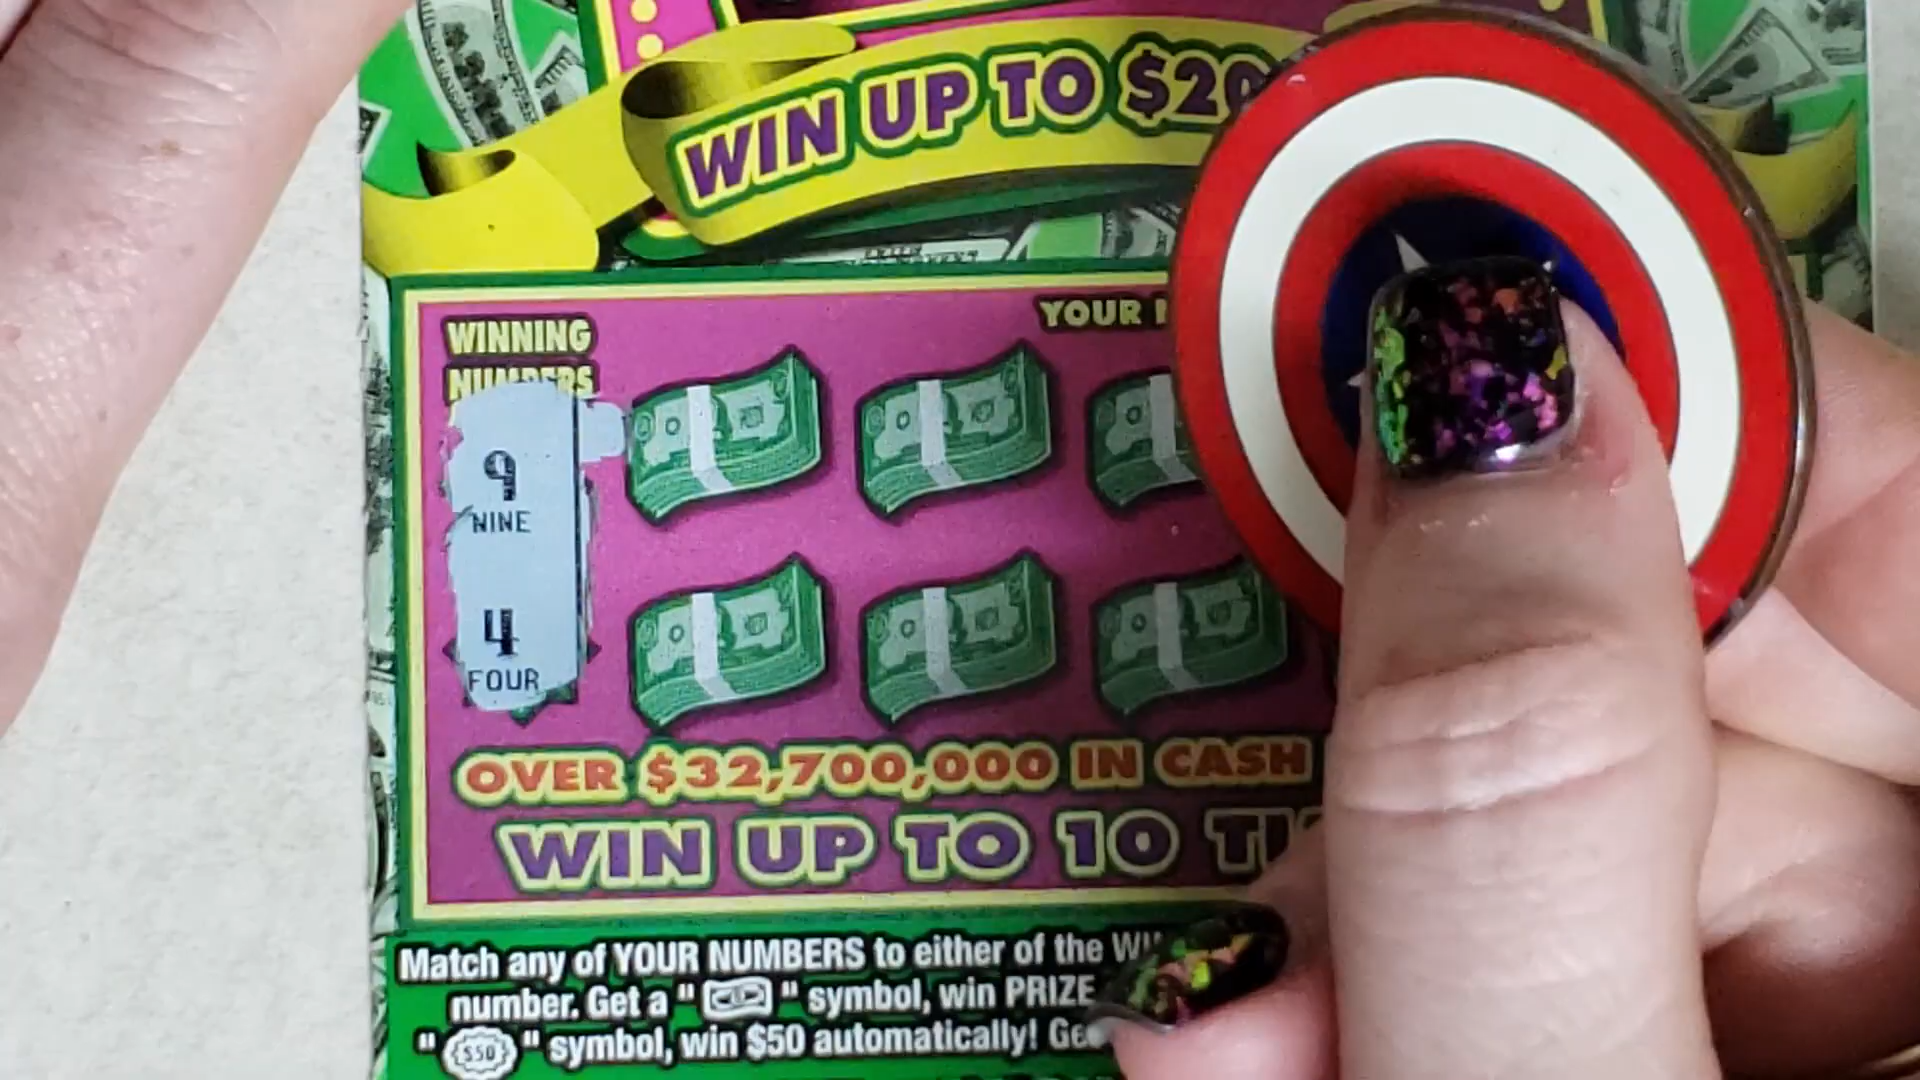 WIN UP TO $20
WINNING
NUMBERS
YOUR
9
NINE
4
FOUR
OVER $32,700,000 IN CASH
WIN UP TO 10
Match any of YOUR NUMBERS to either of the
number. Get a " " symbol, win PRIZE
" $50 " symbol, win $50 automatically!